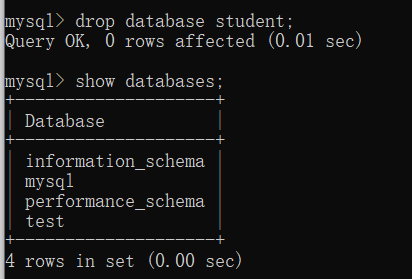 mysql> drop database student;
Query OK, 0 rows affected (0.01 sec)
mysql> show databases;
+--------------------+
| Database           |
+--------------------+
| information_schema |
| mysql              |
| performance_schema |
| test               |
+--------------------+
4 rows in set (0.00 sec)